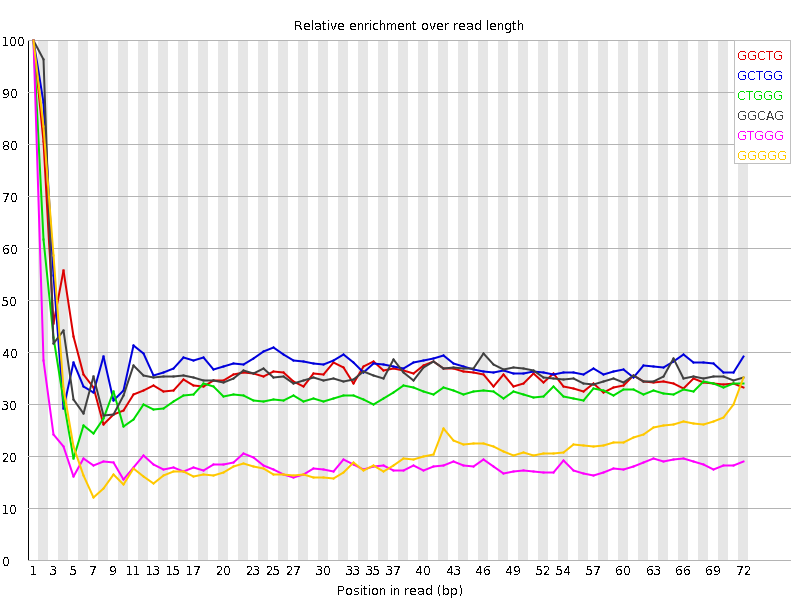 Relative enrichment over read length
100
90
80
70
60
50
40
30
20
10
0
GGCTG
GCTGG
CTGGG
GGCAG
GTGGG
GGGGG
1 3 5 7 9 11 13 15 17 20 23 25 27 30 33 35 37 40 43 46 49 52 54 57 60 63 66 69 72
Position in read (bp)